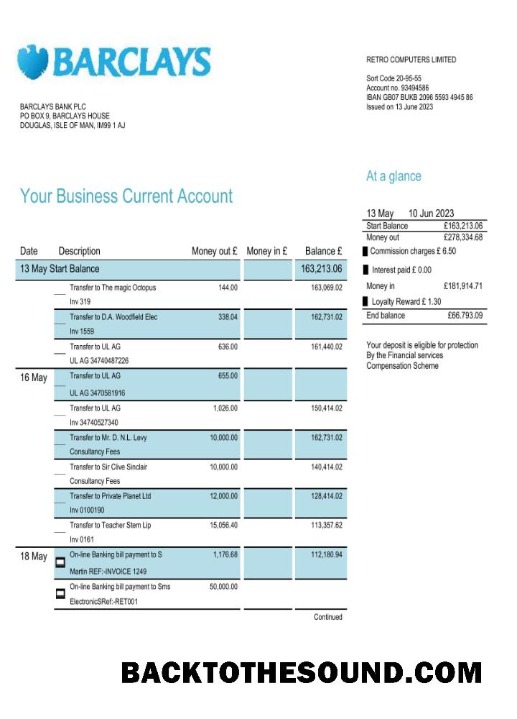 BARCLAYS
BARCLAYS BANK PLC
PO BOX 9, BARCLAYS HOUSE
DOUGLAS, ISLE OF MAN, IM99 1 AJ
RETRO COMPUTERS LIMITED
Sort Code 20-95-55
Account no. 93494586
IBAN GB07 BUKB 2096 5593 4945 86
Issued on 13 June 2023
At a glance
13 May 10 Jun 2023
Start Balance £163,213.06
Money out £278,334.68
Commission charges £ 6.50
Interest paid £ 0.00
Money in £181,914.71
Loyalty Reward £ 1.30
End balance £66.793.09
Your deposit is eligible for protection
By the Financial services
Compensation Scheme
Your Business Current Account
Date Description Money out £ Money in £ Balance £
13 May Start Balance 163,213.06
Transfer to The magic Octopus 144.00 163,069.02
Inv 319
Transfer to D.A. Woodfield Elec 338.04 162,731.02
Inv 1559
Transfer to UL AG 636.00 161,440.02
UL AG 34740487226
16 May Transfer to UL AG 655.00
UL AG 3470581916
Transfer to UL AG 1,026.00 150,414.02
Inv 34740527340
Transfer to Mr. D. N.L. Levy 10,000.00 162,731.02
Consultancy Fees
Transfer to Sir Clive Sinclair 10,000.00 140,414.02
Consultancy Fees
Transfer to Private Planet Ltd 12,000.00 128,414.02
Inv 0100190
Transfer to Teacher Stem Lip 15,056.40 113,357.62
Inv 0161
18 May On-line Banking bill payment to S 1,176.68 112,180.94
Martin REF:-INVOICE 1249
On-line Banking bill payment to Sms 50,000.00
ElectronicSRef:-RET001
Continued
BACKTOTHESOUND.COM